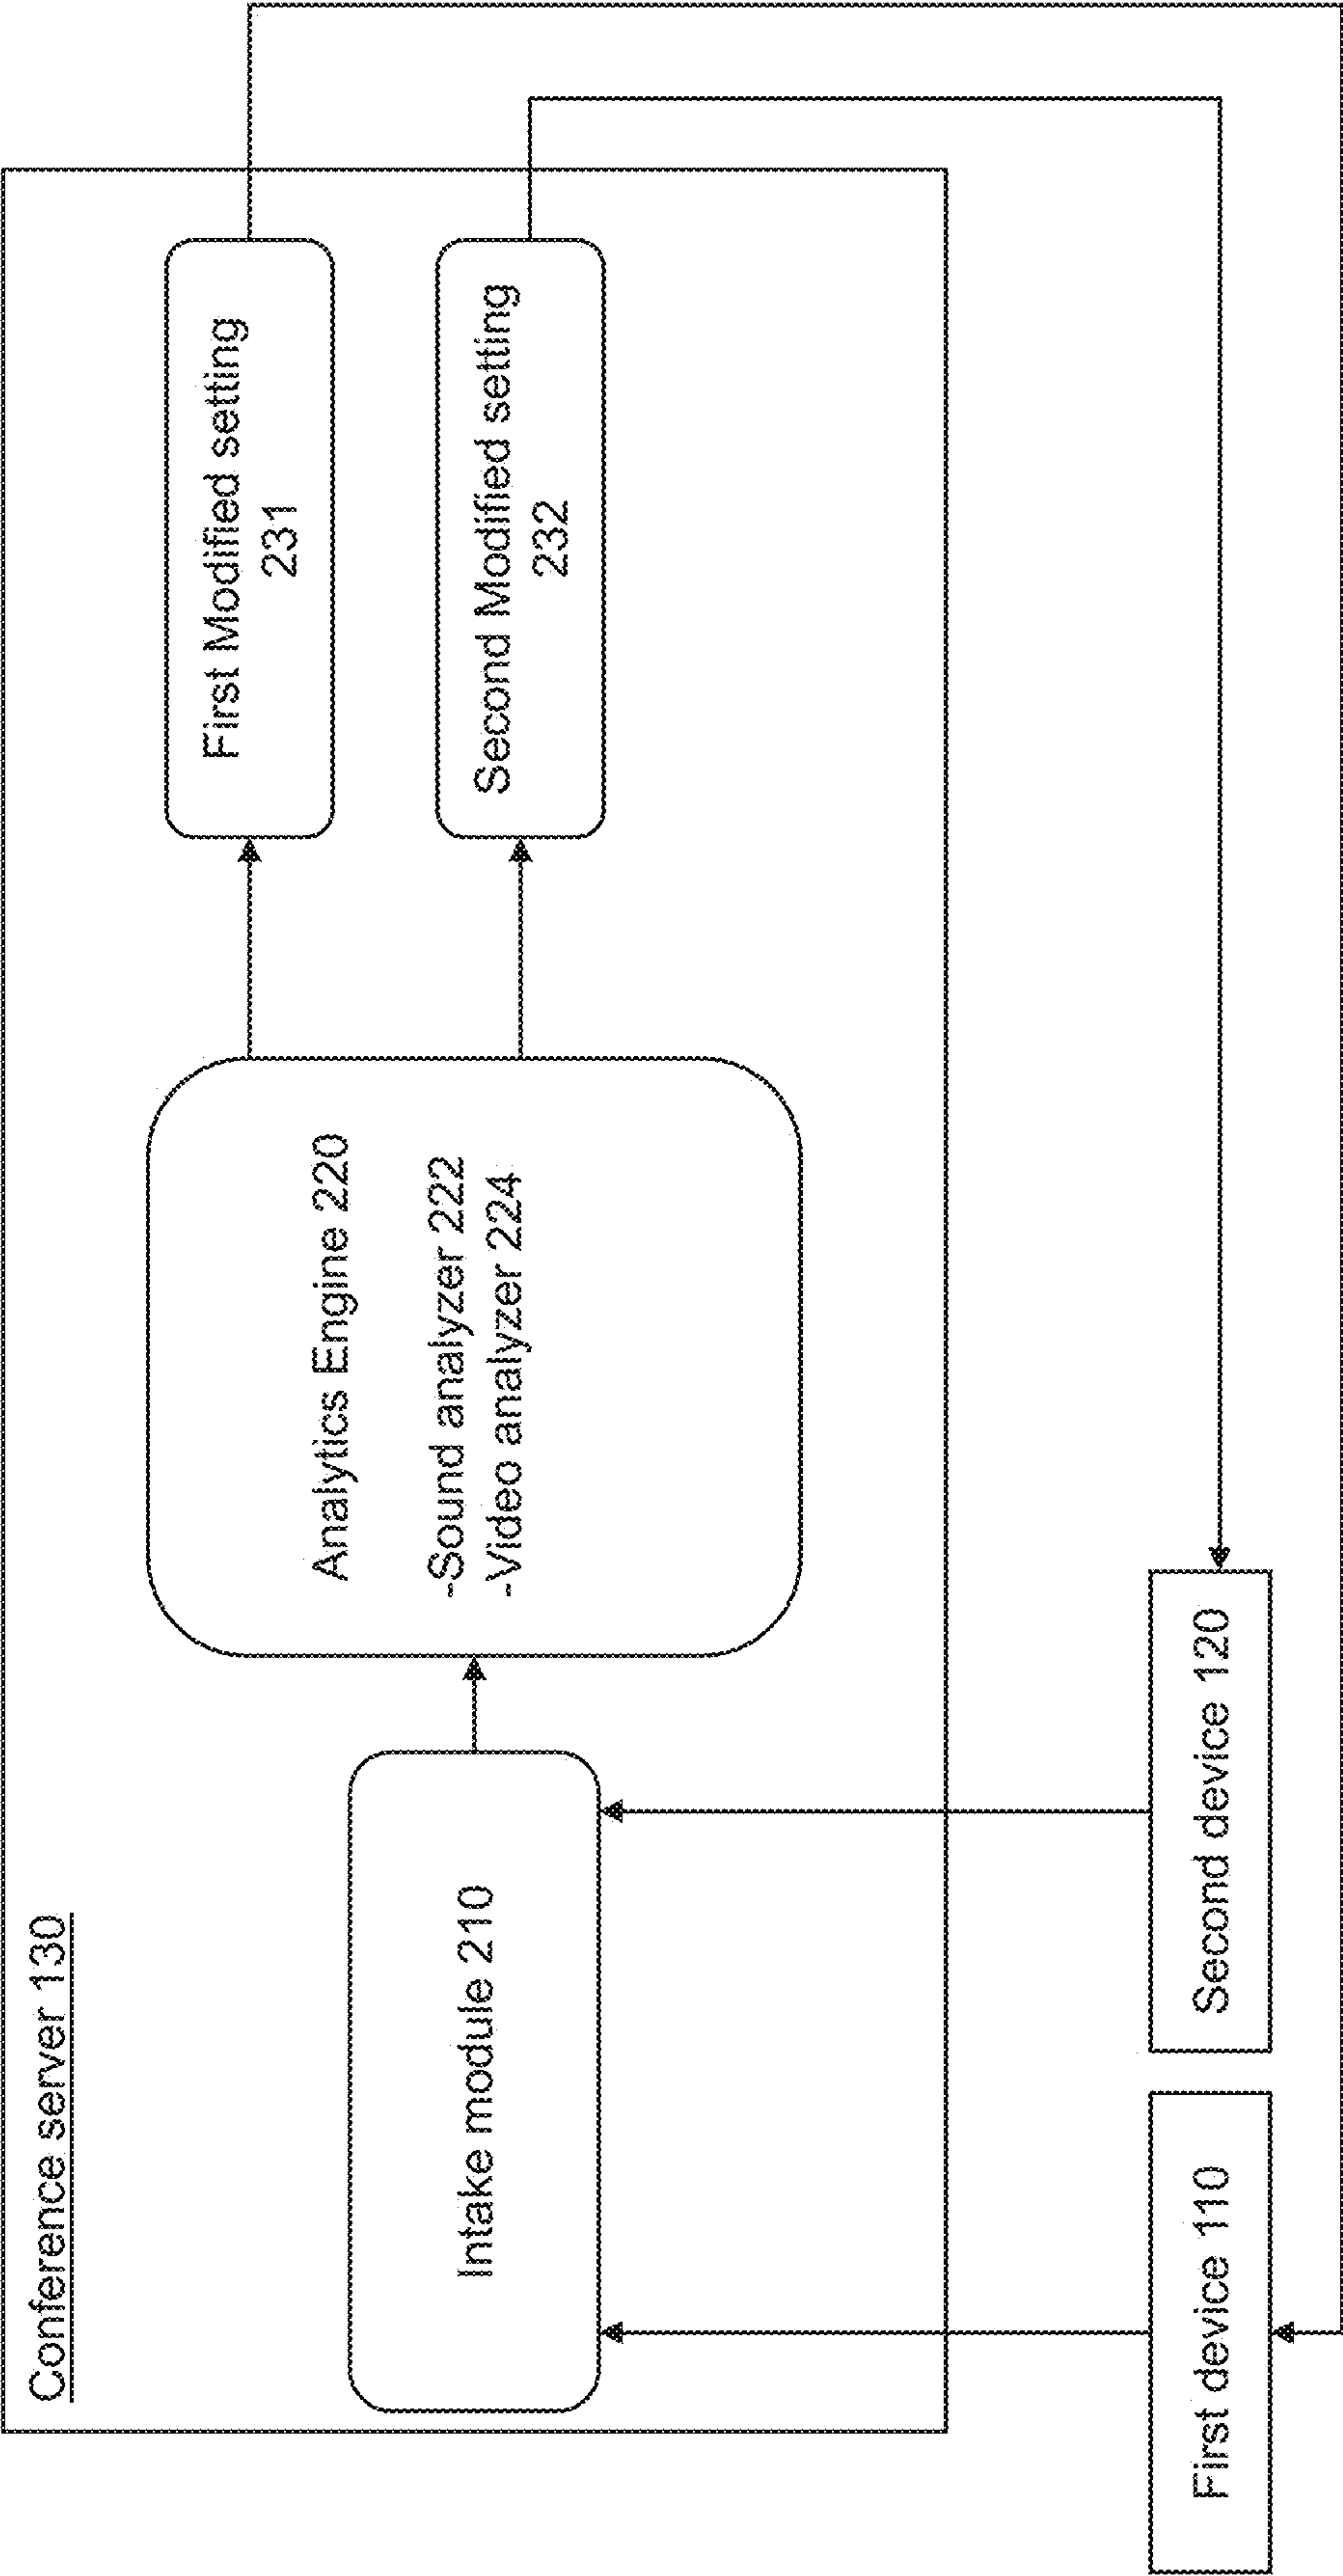 Conference server 130
Intake module 210
Analytics Engine 220
-Sound analyzer 222
-Video analyzer 224
First Modified setting
231
Second Modified setting
232
First device 110
Second device 120